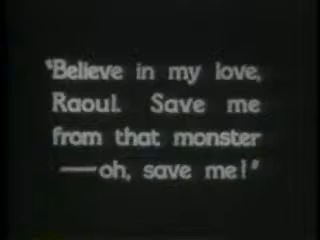 "Believe in my love,
Raoul. Save me
from that monster
—oh, save me!"